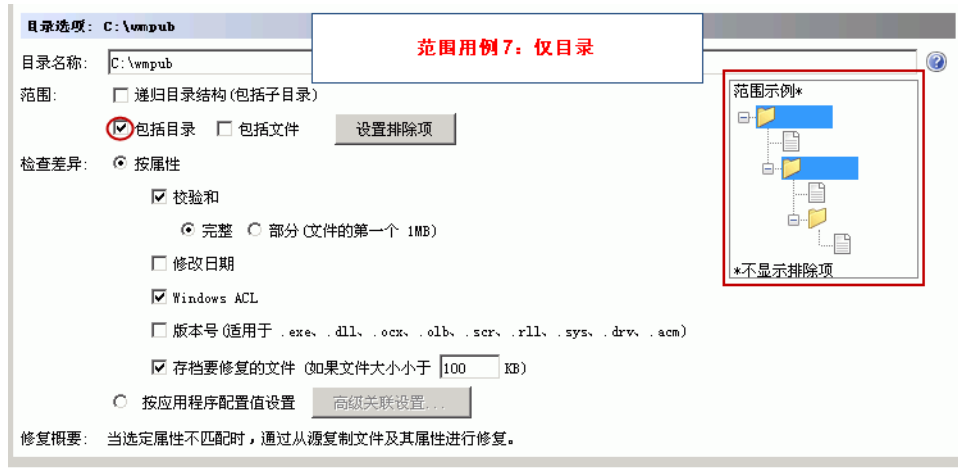 目录选项: C:\wmpub
范围用例7：仅目录
目录名称: C:\wmpub
范围: 递归目录结构(包括子目录)
包括目录 包括文件 设置排除项
检查差异: 按属性
校验和
完整 部分(文件的第一个 1MB)
修改日期
Windows ACL
版本号(适用于 .exe、.dll、.ocx、.olb、.scr、.rll、.sys、.drv、.acm)
存档要修复的文件 (如果文件大小小于 100 KB)
按应用程序配置值设置 高级关联设置...
修复概要: 当选定属性不匹配时，通过从源复制文件及其属性进行修复。
范围示例*
*不显示排除项